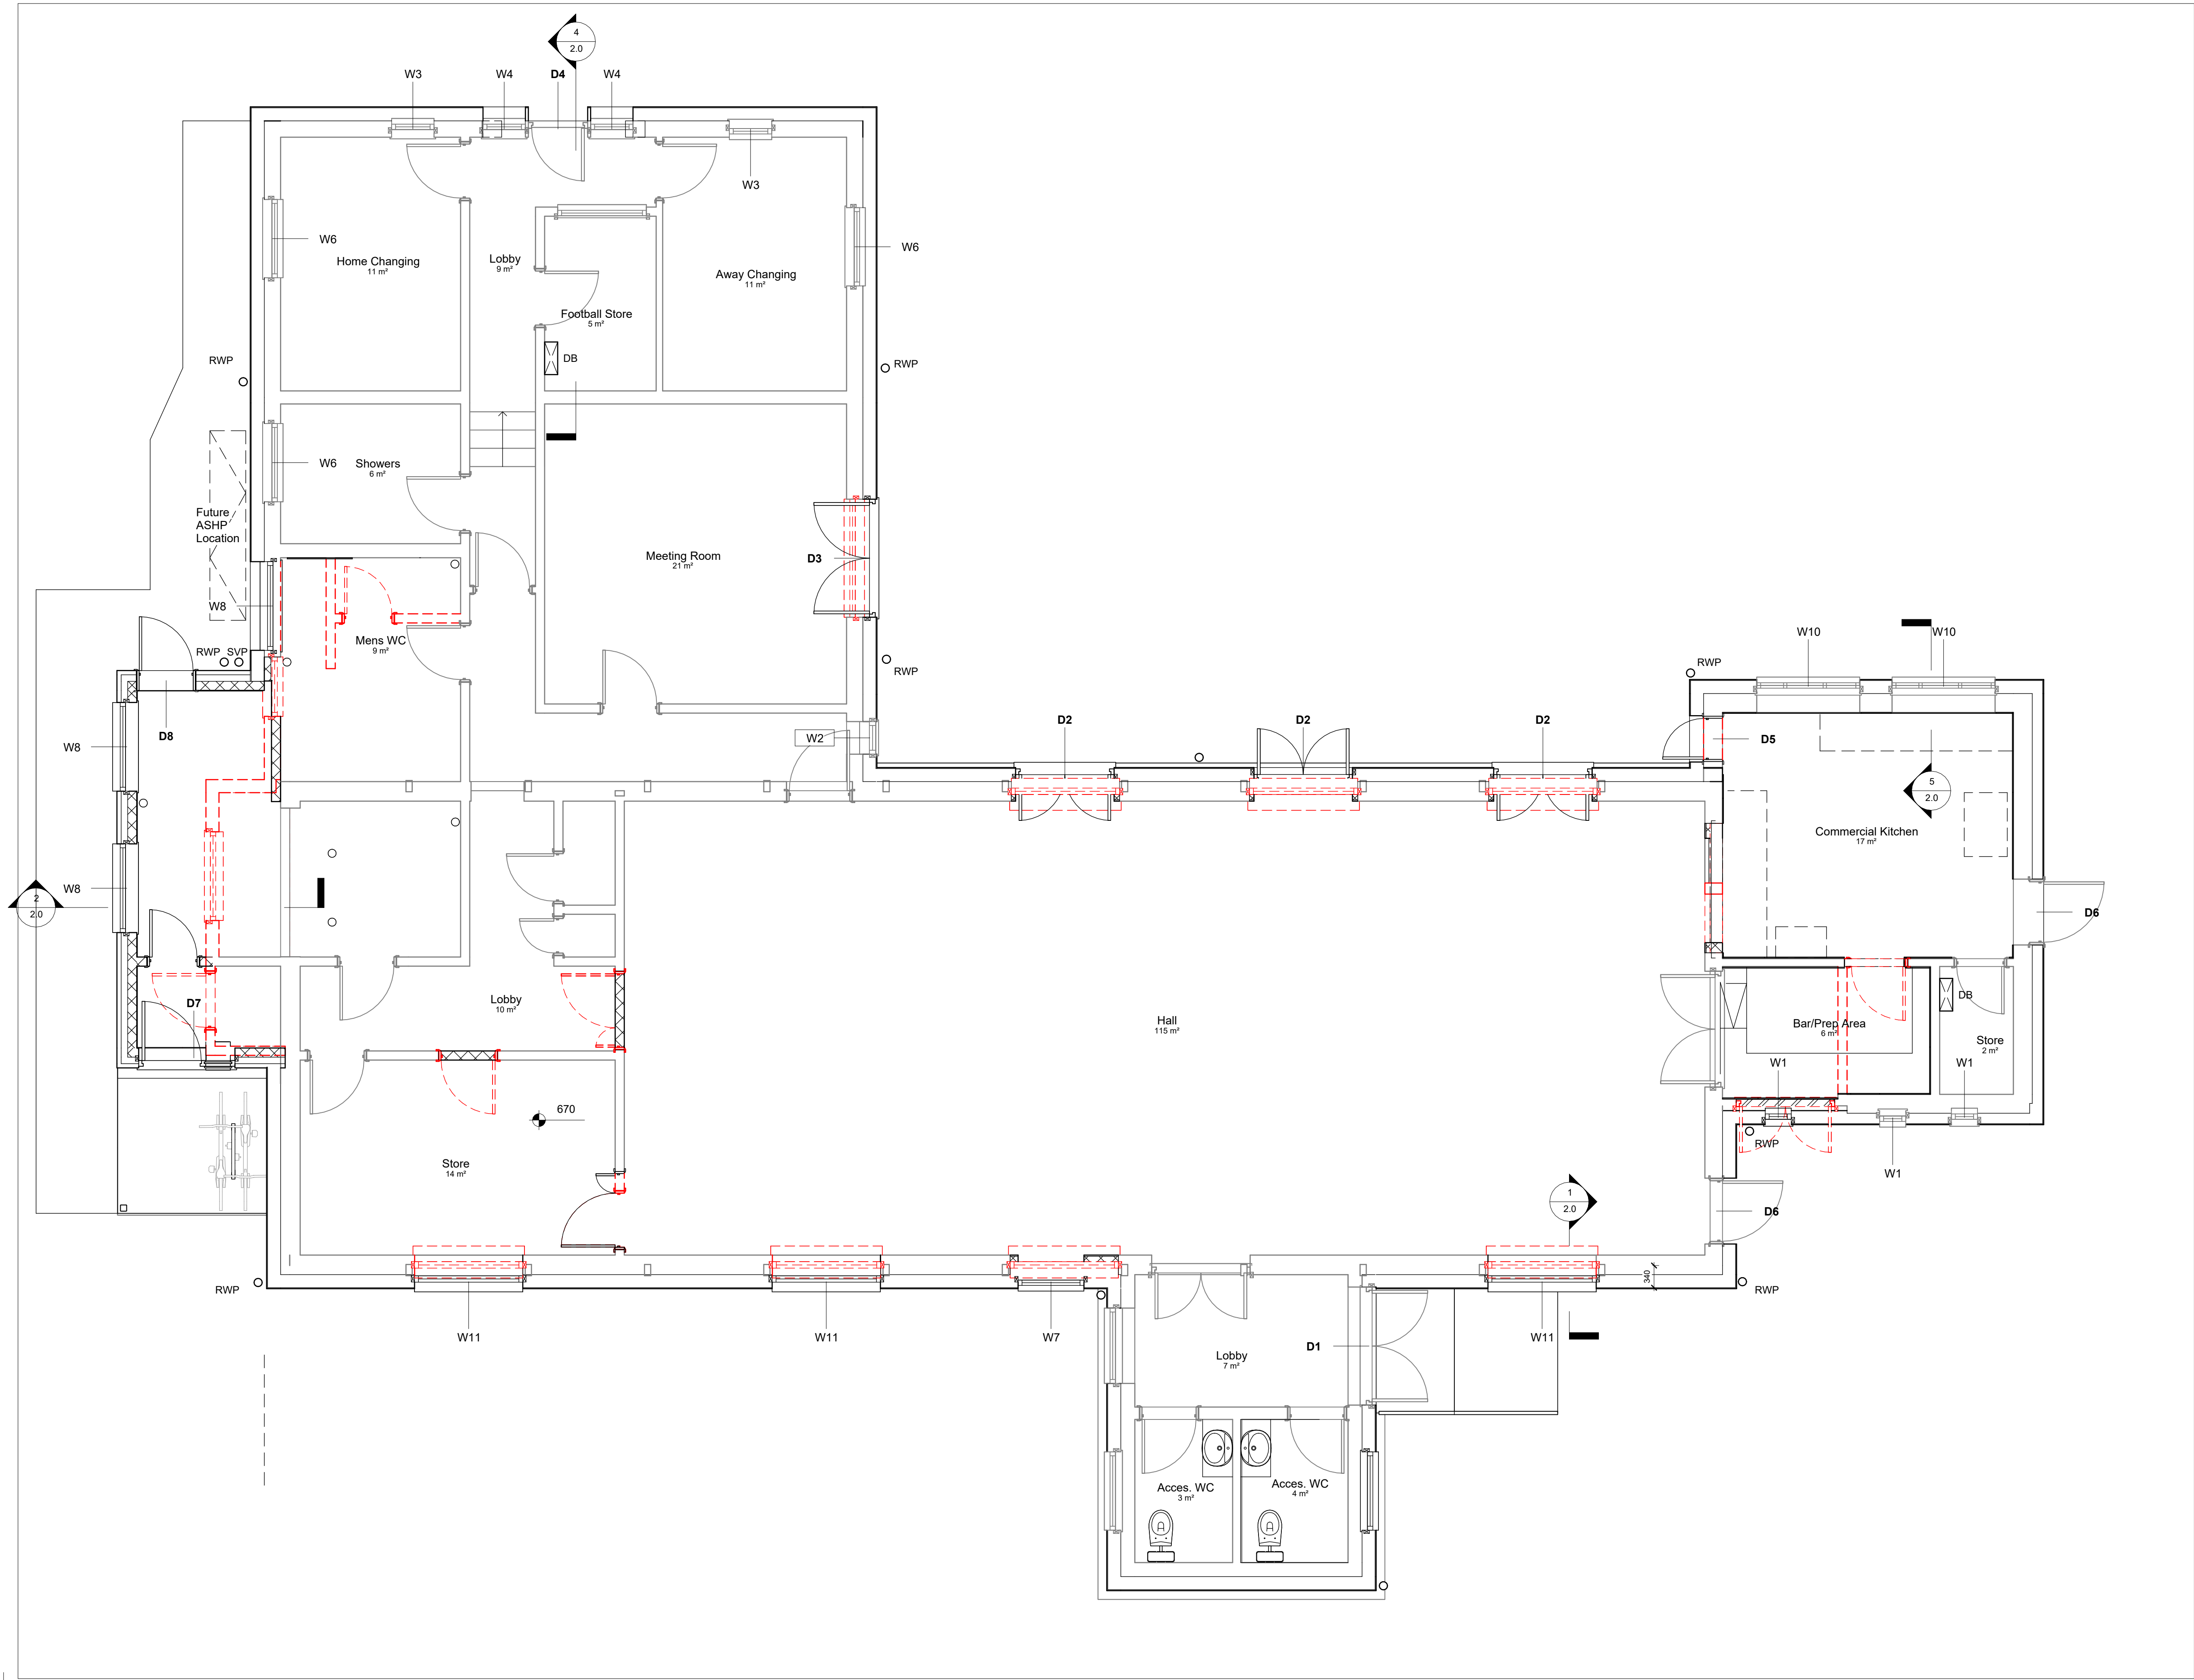 4
2.0
W3
W4
D4
W4
W3
W6
W6
Home Changing
11 m²
Lobby
9 m²
Away Changing
11 m²
Football Store
5 m²
DB
RWP
RWP
Showers
6 m²
W6
Future
ASHP
Location
Meeting Room
21 m²
D3
W8
Mens WC
9 m²
RWP SVP
RWP
W10
W10
RWP
D8
W8
W2
D2
D2
D2
D5
5
2.0
Commercial Kitchen
17 m²
W8
2
2.0
D6
D7
Lobby
10 m²
Hall
115 m²
DB
Bar/Prep Area
6 m²
Store
2 m²
W1
W1
670
RWP
Store
14 m²
W1
1
2.0
D6
340
RWP
RWP
W11
W11
W7
W11
D1
Lobby
7 m²
Acces. WC
3 m²
Acces. WC
4 m²